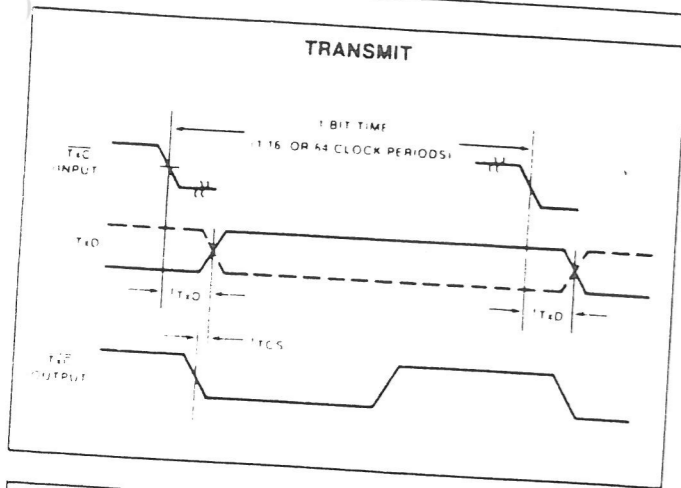 TRANSMIT
1 BIT TIME
(1 16 OR 64 CLOCK PERIODS)
TxC
INPUT
TxD
tTxD
tTxD
tTCS
OUTPUT